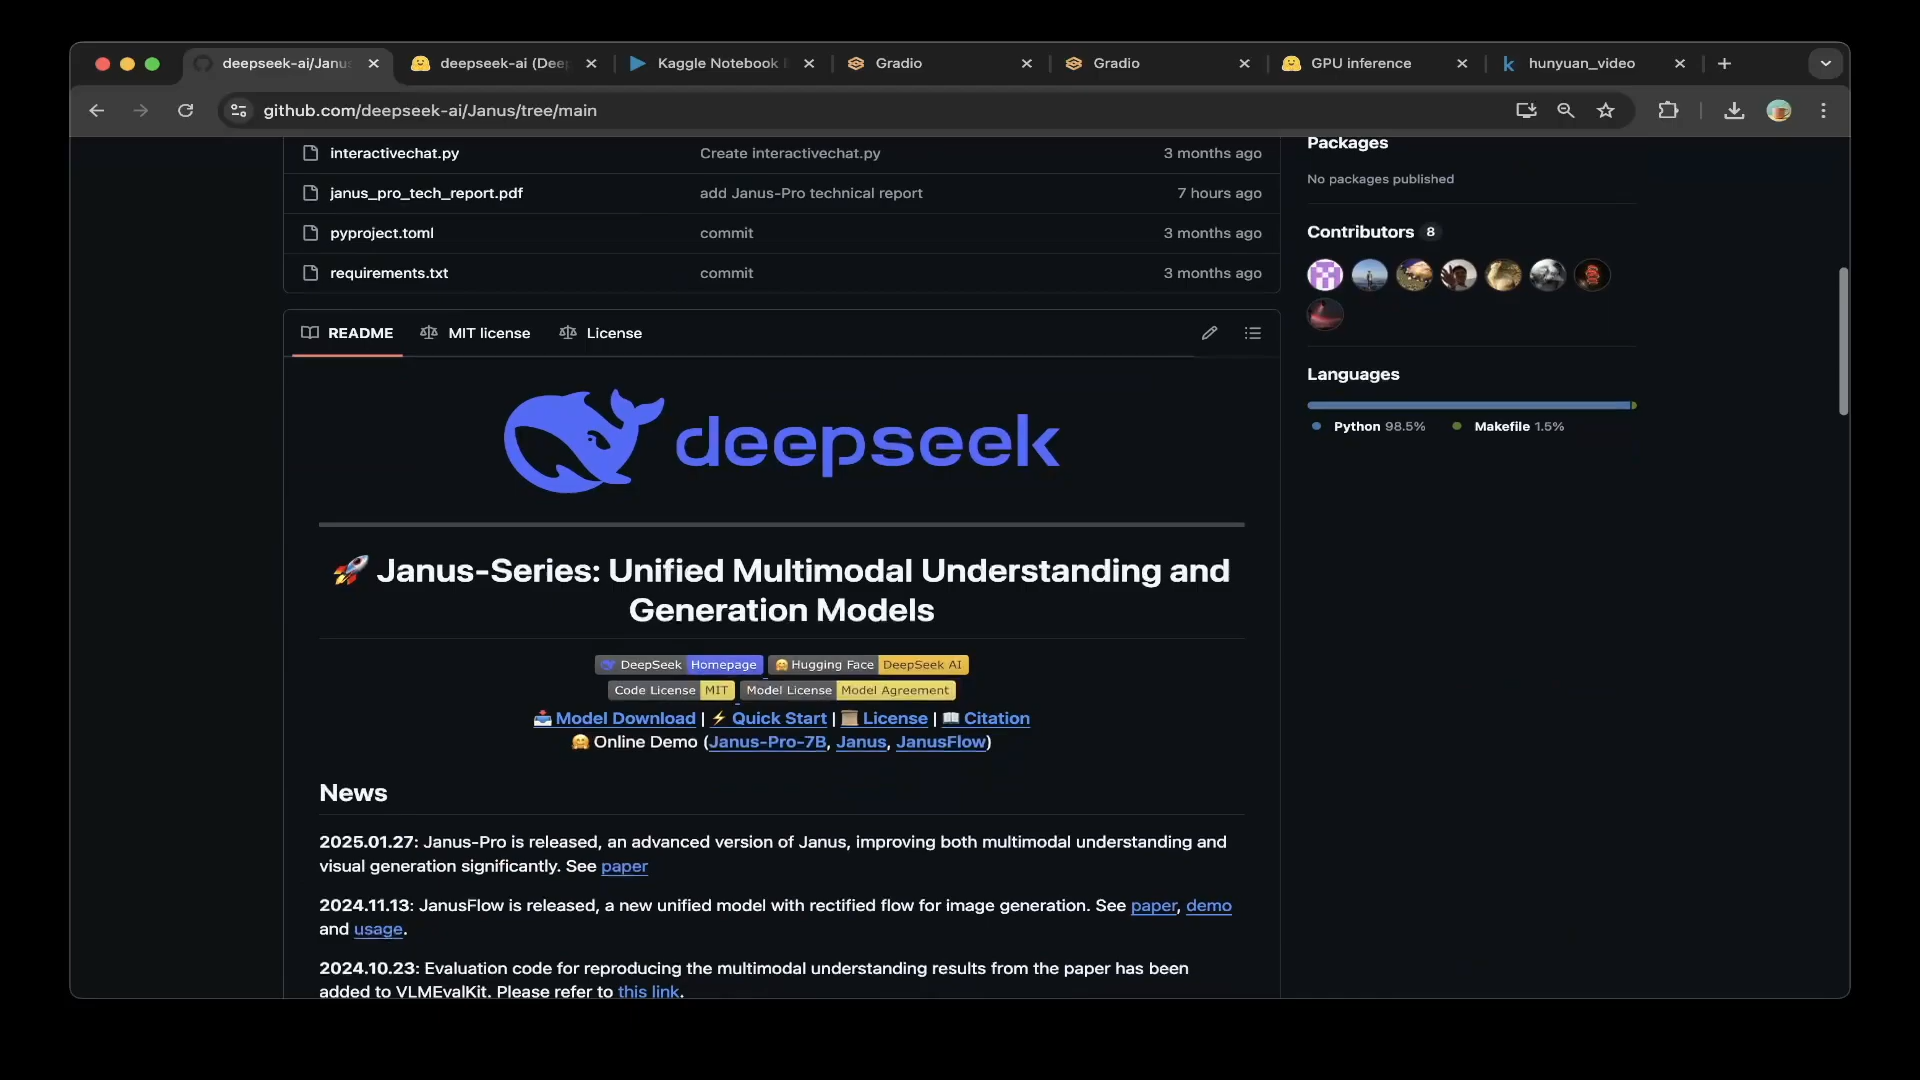 deepseek-ai/Janu
deepseek-ai (Dee
Kaggle Notebook
Gradio
Gradio
GPU inference
hunyuan_video
github.com/deepseek-ai/Janus/tree/main
interactivechat.py Create interactivechat.py 3 months ago
janus_pro_tech_report.pdf add Janus-Pro technical report 7 hours ago
pyproject.toml commit 3 months ago
requirements.txt commit 3 months ago
README MIT license License
deepseek
🚀 Janus-Series: Unified Multimodal Understanding and
Generation Models
DeepSeek Homepage 🤗 Hugging Face DeepSeek AI
Code License MIT Model License Model Agreement
📥 Model Download | ⚡ Quick Start | 📜 License | 📖 Citation
🤗 Online Demo (Janus-Pro-7B, Janus, JanusFlow)
News
2025.01.27: Janus-Pro is released, an advanced version of Janus, improving both multimodal understanding and
visual generation significantly. See paper
2024.11.13: JanusFlow is released, a new unified model with rectified flow for image generation. See paper, demo
and usage.
2024.10.23: Evaluation code for reproducing the multimodal understanding results from the paper has been
added to VLMEvalKit. Please refer to this link.
Packages
No packages published
Contributors 8
Languages
Python 98.5% Makefile 1.5%